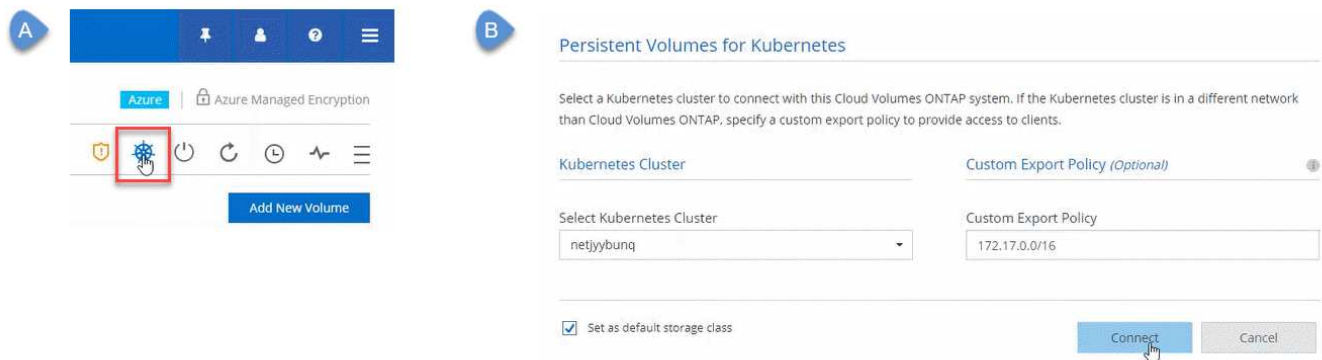 A
Azure
Azure Managed Encryption
Add New Volume
B
Persistent Volumes for Kubernetes
Select a Kubernetes cluster to connect with this Cloud Volumes ONTAP system. If the Kubernetes cluster is in a different network
than Cloud Volumes ONTAP, specify a custom export policy to provide access to clients.
Kubernetes Cluster
Custom Export Policy (Optional)
Select Kubernetes Cluster
Custom Export Policy
netjyybunq
172.17.0.0/16
Set as default storage class
Connect
Cancel